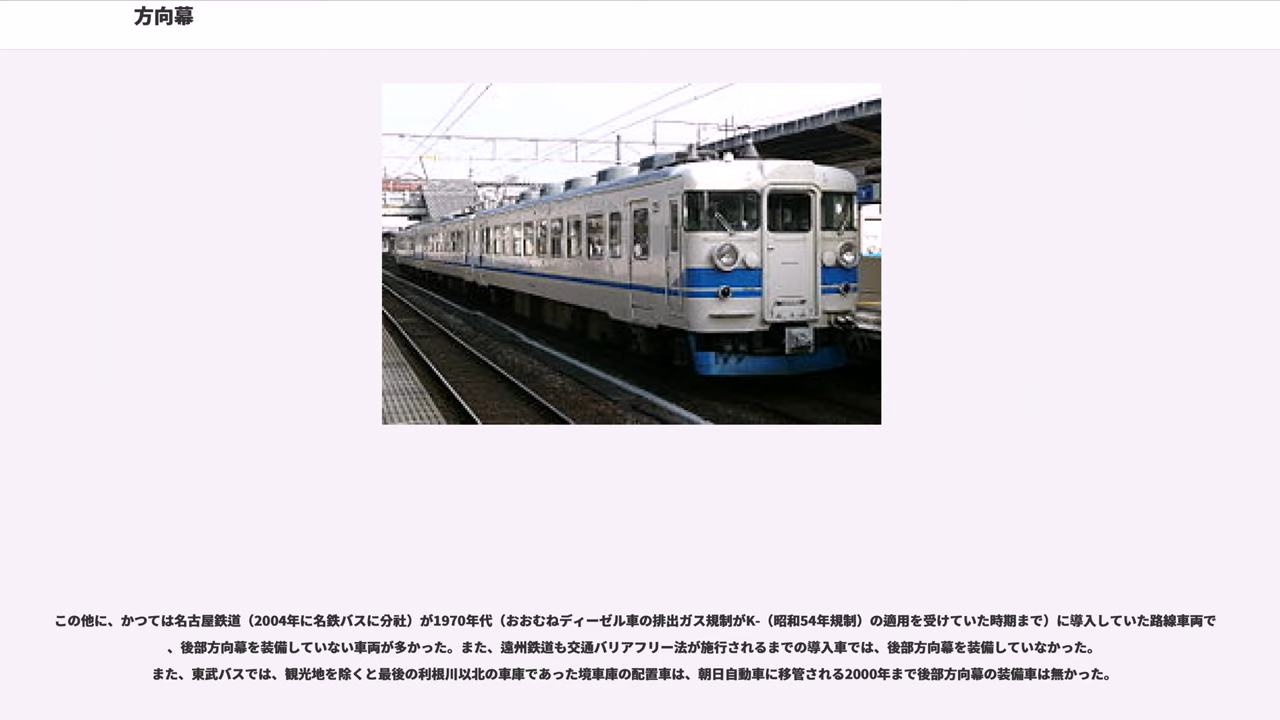 方向幕
この他に、かつては名古屋鉄道（2004年に名鉄バスに分社）が1970年代（おおむねディーゼル車の排出ガス規制がK-（昭和54年規制）の適用を受けていた時期まで）に導入していた路線車両で
、後部方向幕を装備していない車両が多かった。また、遠州鉄道も交通バリアフリー法が施行されるまでの導入車では、後部方向幕を装備していなかった。
また、東武バスでは、観光地を除くと最後の利根川以北の車庫であった境車庫の配置車は、朝日自動車に移管される2000年まで後部方向幕の装備車は無かった。